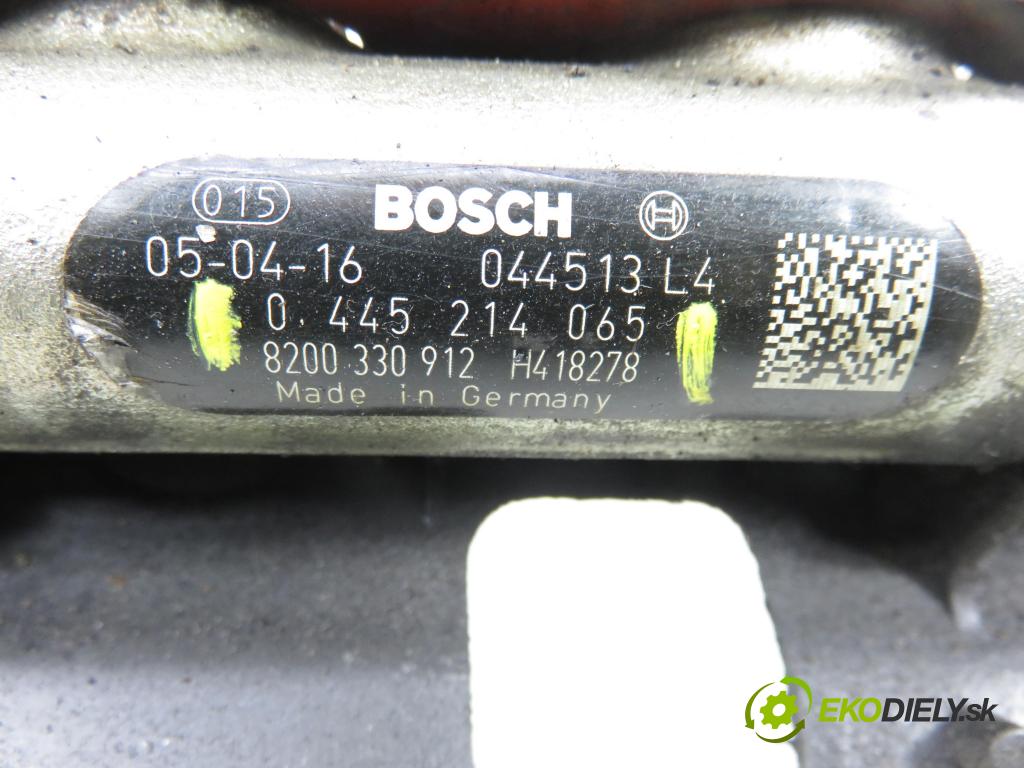 015 BOSCH
05-04-16 044513 L4
0 445 214 065
8200 330 912 H418278
Made in Germany
EKODIELY.sk